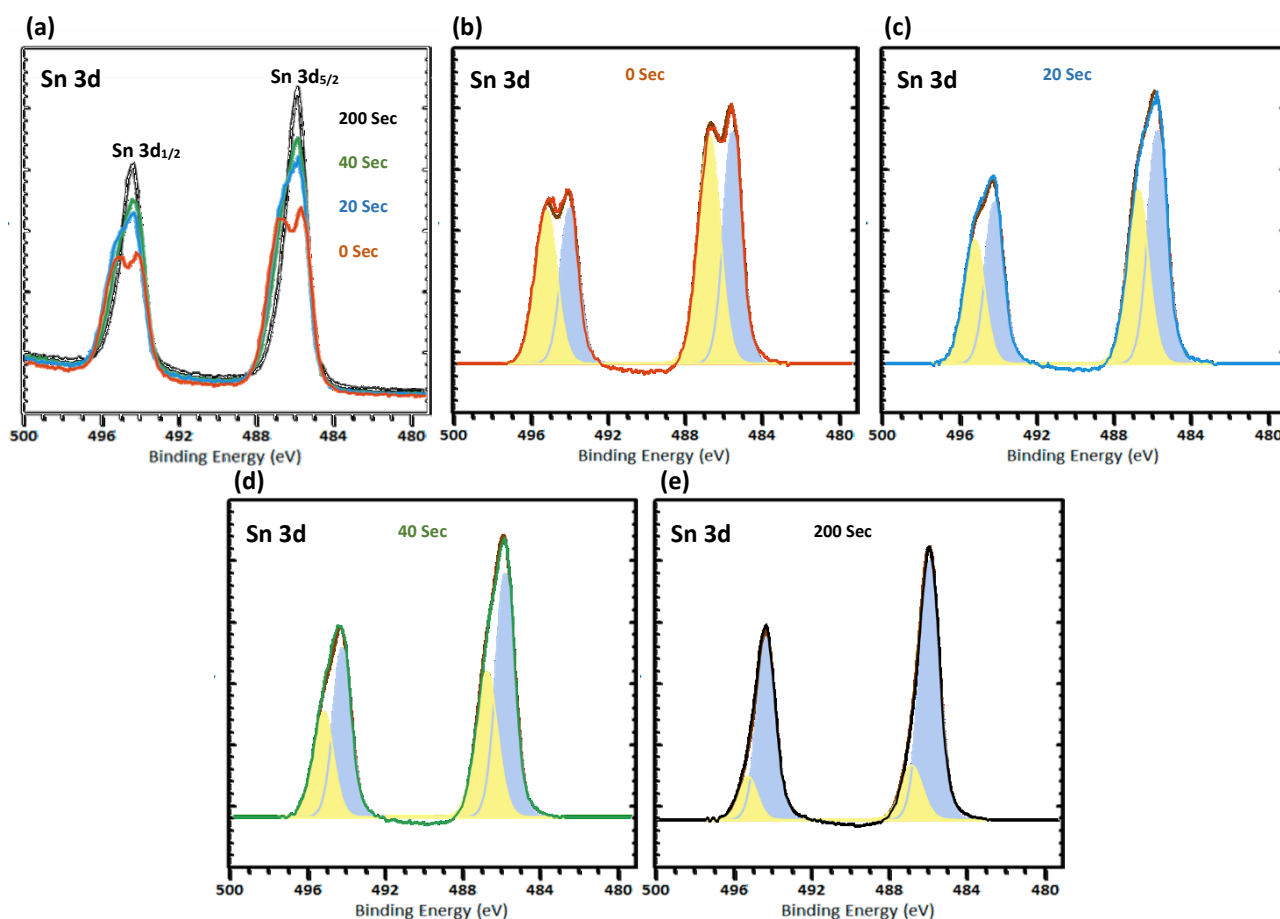 (a)
Sn 3d
Sn 3d5/2
Sn 3d1/2
200 Sec
40 Sec
20 Sec
0 Sec
500 496 492 488 484 480
Binding Energy (eV)
(b)
Sn 3d
0 Sec
500 496 492 488 484 480
Binding Energy (eV)
(c)
Sn 3d
20 Sec
500 496 492 488 484 480
Binding Energy (eV)
(d)
Sn 3d
40 Sec
500 496 492 488 484 480
Binding Energy (eV)
(e)
Sn 3d
200 Sec
500 496 492 488 484 480
Binding Energy (eV)